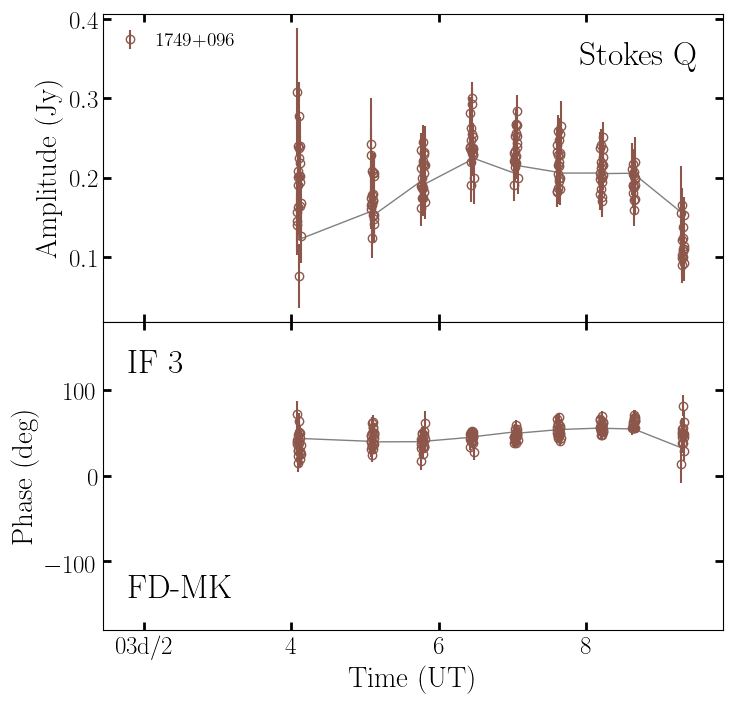 0.4
1749+096
Stokes Q
0.3
Amplitude (Jy)
0.2
0.1
IF 3
100
Phase (deg)
0
−100
FD-MK
03d/2 4 6 8
Time (UT)